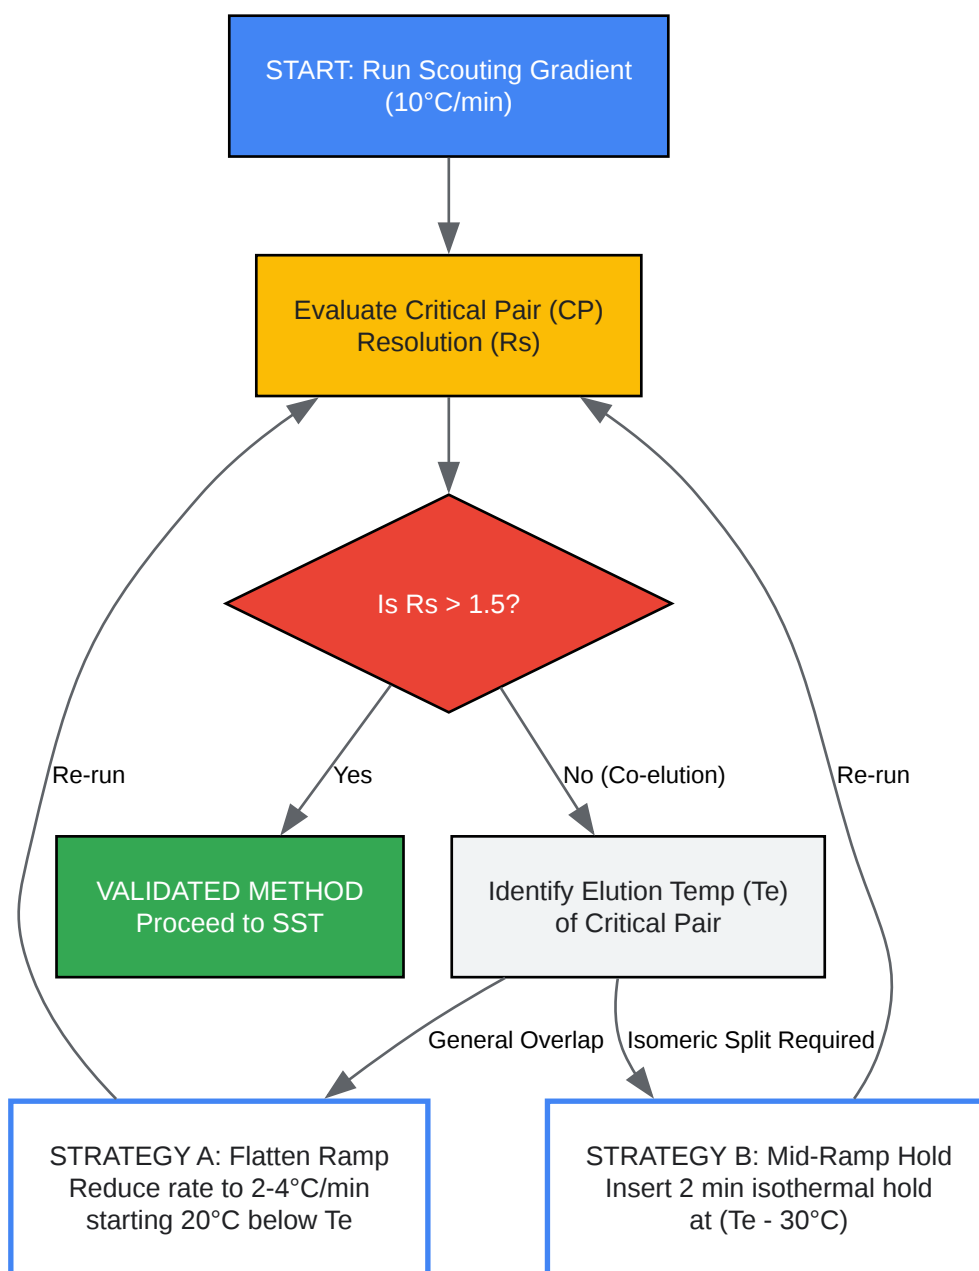 START: Run Scouting Gradient
(10°C/min)
Evaluate Critical Pair (CP)
Resolution (Rs)
Is Rs > 1.5?
Re-run
Yes
No (Co-elution)
Re-run
VALIDATED METHOD
Proceed to SST
Identify Elution Temp (Te)
of Critical Pair
General Overlap
Isomeric Split Required
STRATEGY A: Flatten Ramp
Reduce rate to 2-4°C/min
starting 20°C below Te
STRATEGY B: Mid-Ramp Hold
Insert 2 min isothermal hold
at (Te - 30°C)